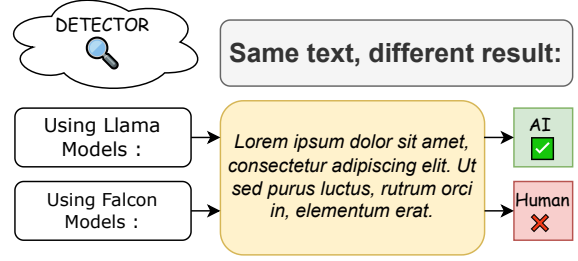 DETECTOR
Same text, different result:
Using Llama
Models :
Lorem ipsum dolor sit amet,
consectetur adipiscing elit. Ut
sed purus luctus, rutrum orci
in, elementum erat.
AI
Using Falcon
Models :
Human